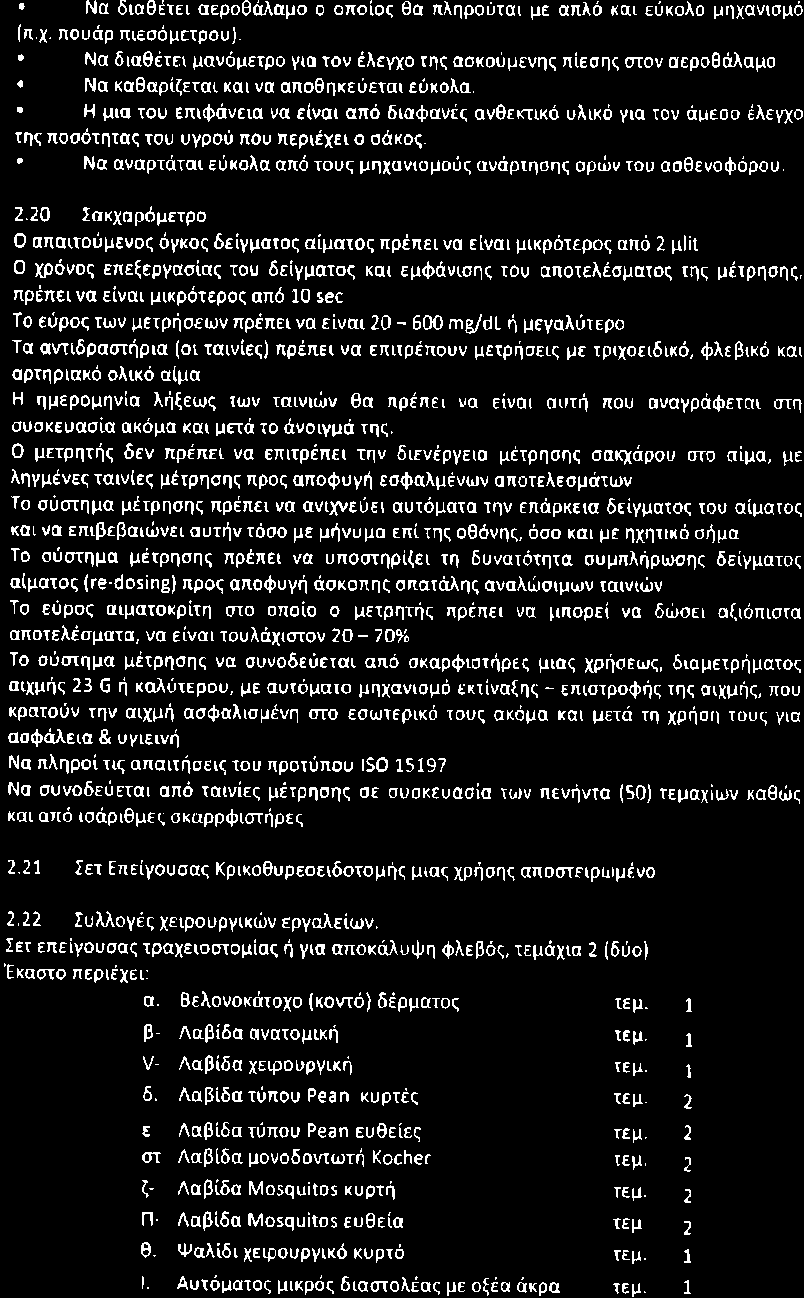 • Να διαθέτει αεροθάλαμο ο οποίος θα πληρούται με απλό και εύκολο μηχανισμό
(π.χ. πουάρ πιεσόμετρου).
• Να διαθέτει μανόμετρο για τον έλεγχο της ασκούμενης πίεσης στον αεροθάλαμο
• Να καθαρίζεται και να αποθηκεύεται εύκολα.
• Η μια του επιφάνεια να είναι από διαφανές ανθεκτικό υλικό για τον άμεσο έλεγχο
της ποσότητας του υγρού που περιέχει ο σάκος.
• Να αναρτάται εύκολα από τους μηχανισμούς ανάρτησης ορών του ασθενοφόρου.
2.20 Σακχαρόμετρο
Ο απαιτούμενος όγκος δείγματος αίματος πρέπει να είναι μικρότερος από 2 μlit
Ο χρόνος επεξεργασίας του δείγματος και εμφάνισης του αποτελέσματος της μέτρησης,
πρέπει να είναι μικρότερος από 10 sec
Το εύρος των μετρήσεων πρέπει να είναι 20 – 600 mg/dL ή μεγαλύτερο
Τα αντιδραστήρια (οι ταινίες) πρέπει να επιτρέπουν μετρήσεις με τριχοειδικό, φλεβικό και
αρτηριακό ολικό αίμα
Η ημερομηνία λήξεως των ταινιών θα πρέπει να είναι αυτή που αναγράφεται στη
συσκευασία ακόμα και μετά το άνοιγμά της.
Ο μετρητής δεν πρέπει να επιτρέπει την διενέργεια μέτρησης σακχάρου στο αίμα, με
ληγμένες ταινίες μέτρησης προς αποφυγή εσφαλμένων αποτελεσμάτων
Το σύστημα μέτρησης πρέπει να ανιχνεύει αυτόματα την επάρκεια δείγματος του αίματος
και να επιβεβαιώνει αυτήν τόσο με μήνυμα επί της οθόνης, όσο και με ηχητικό σήμα
Το σύστημα μέτρησης πρέπει να υποστηρίζει τη δυνατότητα συμπλήρωσης δείγματος
αίματος (re-dosing) προς αποφυγή άσκοπης σπατάλης αναλώσιμων ταινιών
Το εύρος αιματοκρίτη στο οποίο ο μετρητής πρέπει να μπορεί να δώσει αξιόπιστα
αποτελέσματα, να είναι τουλάχιστον 20 – 70%
Το σύστημα μέτρησης να συνοδεύεται από σκαρφιστήρες μιας χρήσεως, διαμετρήματος
αιχμής 23 G ή καλύτερου, με αυτόματο μηχανισμό εκτίναξης – επιστροφής της αιχμής, που
κρατούν την αιχμή ασφαλισμένη στο εσωτερικό τους ακόμα και μετά τη χρήση τους για
ασφάλεια & υγιεινή
Να πληροί τις απαιτήσεις του προτύπου ISO 15197
Να συνοδεύεται από ταινίες μέτρησης σε συσκευασία των πενήντα (50) τεμαχίων καθώς
και από ισάριθμες σκαρρφιστήρες
2.21 Σετ Επείγουσας Κρικοθυρεοειδοτομής μιας χρήσης αποστειρωμένο
2.22 Συλλογές χειρουργικών εργαλείων.
Σετ επείγουσας τραχειοστομίας ή για αποκάλυψη φλεβός, τεμάχια 2 (δύο)
Έκαστο περιέχει:
α. Βελονοκάτοχο (κοντό) δέρματος τεμ. 1
β- Λαβίδα ανατομική τεμ. 1
V- Λαβίδα χειρουργική τεμ. 1
δ. Λαβίδα τύπου Pean κυρτές τεμ. 2
ε Λαβίδα τύπου Pean ευθείες τεμ. 2
στ Λαβίδα μονοδοντωτή Kocher τεμ. 2
ζ- Λαβίδα Mosquitos κυρτή τεμ. 2
Π- Λαβίδα Mosquitos ευθεία τεμ 2
θ. Ψαλίδι χειρουργικό κυρτό τεμ. 1
Ι. Αυτόματος μικρός διαστολέας με οξέα άκρα τεμ. 1